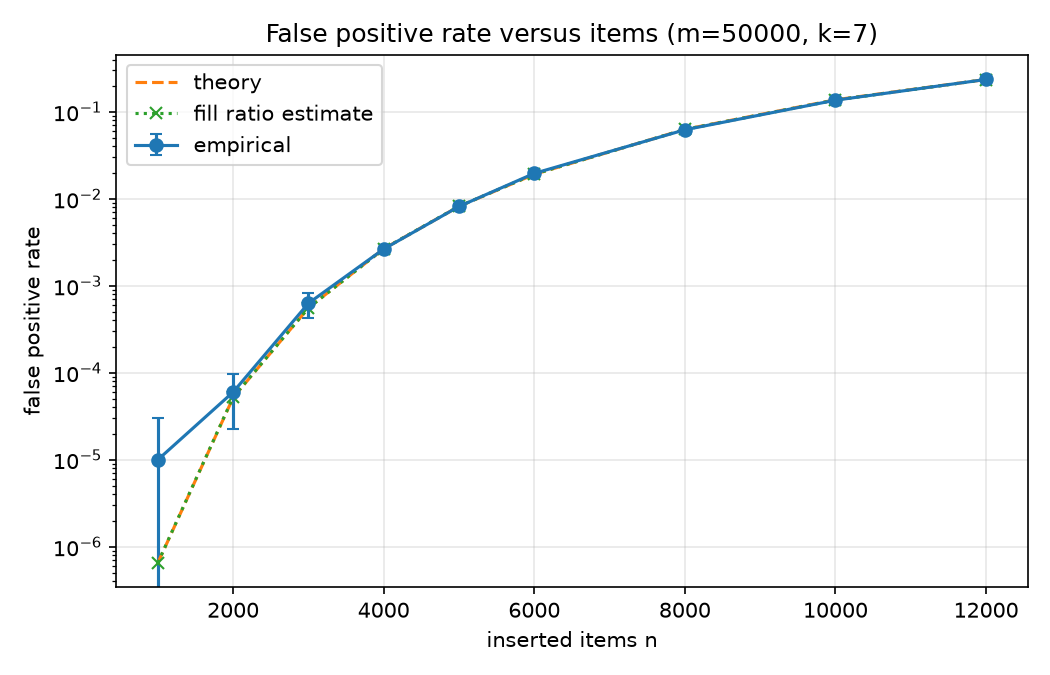 False positive rate versus items (m=50000, k=7)
theory
fill ratio estimate
empirical
false positive rate
10⁻¹
10⁻²
10⁻³
10⁻⁴
10⁻⁵
10⁻⁶
2000 4000 6000 8000 10000 12000
inserted items n